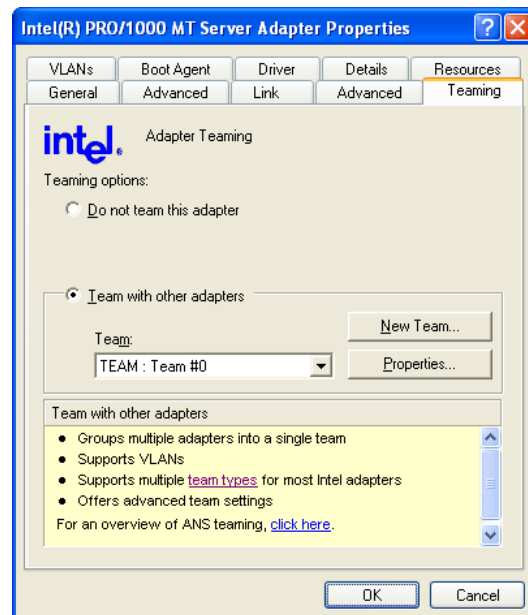 Intel(R) PRO/1000 MT Server Adapter Properties
VLANs Boot Agent Driver Details Resources
General Advanced Link Advanced Teaming
intel® Adapter Teaming
Teaming options:
Do not team this adapter
Team with other adapters
New Team...
Team:
TEAM : Team #0
Properties...
Team with other adapters
● Groups multiple adapters into a single team
● Supports VLANs
● Supports multiple team types for most Intel adapters
● Offers advanced team settings
For an overview of ANS teaming, click here.
OK Cancel